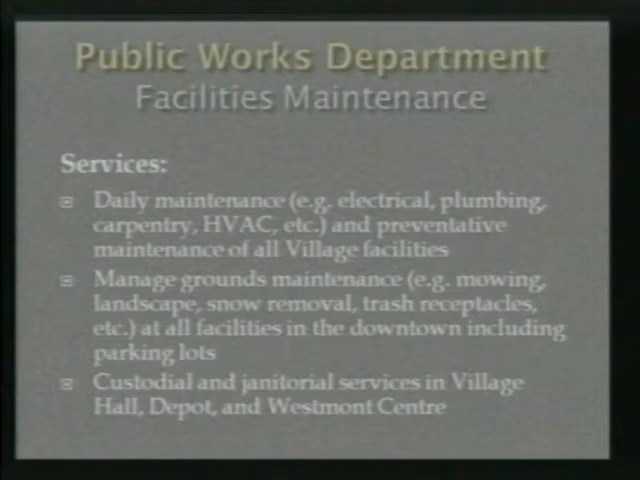 Public Works Department
Facilities Maintenance
Services:
Daily maintenance (e.g. electrical, plumbing,
carpentry, HVAC, etc.) and preventative
maintenance of all Village facilities
Manage grounds maintenance (e.g. mowing,
landscape, snow removal, trash receptacles,
etc.) at all facilities in the downtown including
parking lots
Custodial and janitorial services in Village
Hall, Depot, and Westmont Centre